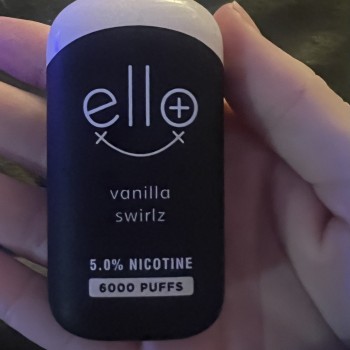 ello
vanilla
swirlz
5.0% NICOTINE
6000 PUFFS